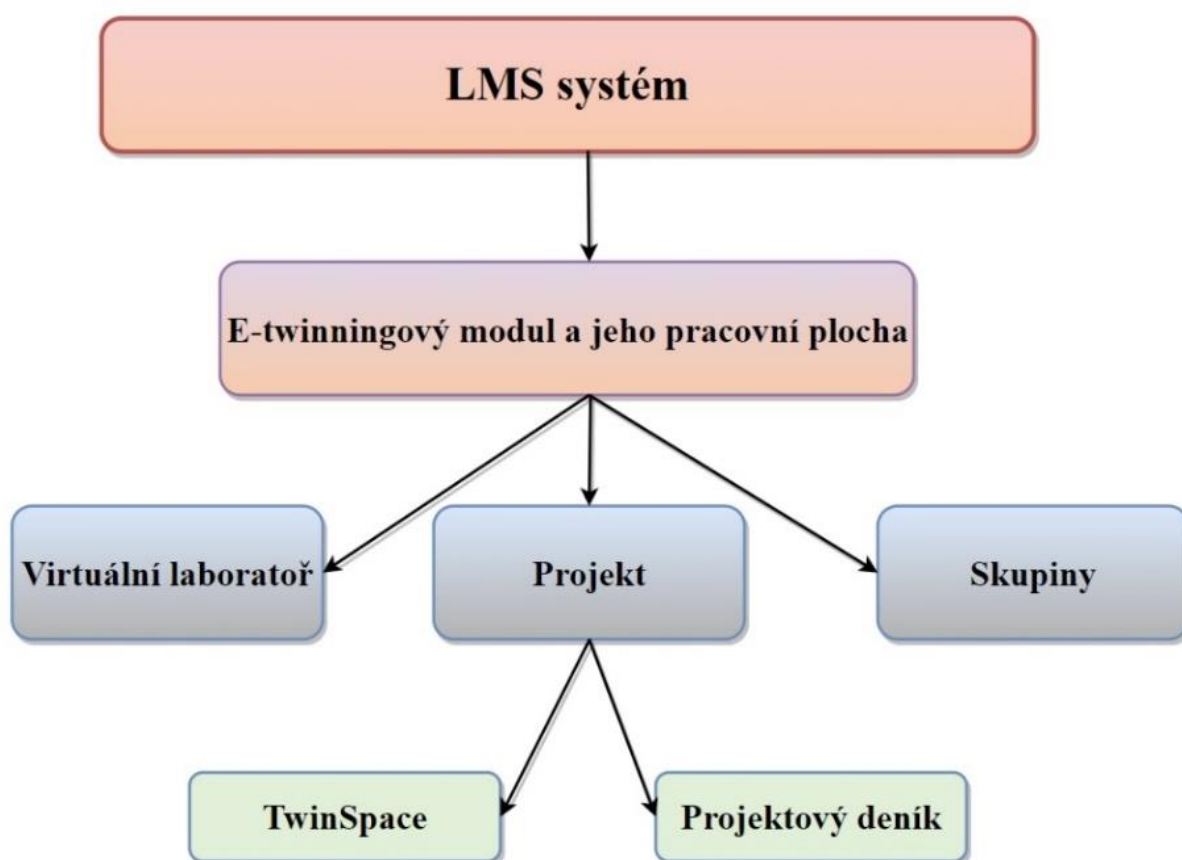 LMS systém
E-twinningový modul a jeho pracovní plocha
Virtuální laboratoř
Projekt
Skupiny
TwinSpace
Projektový deník